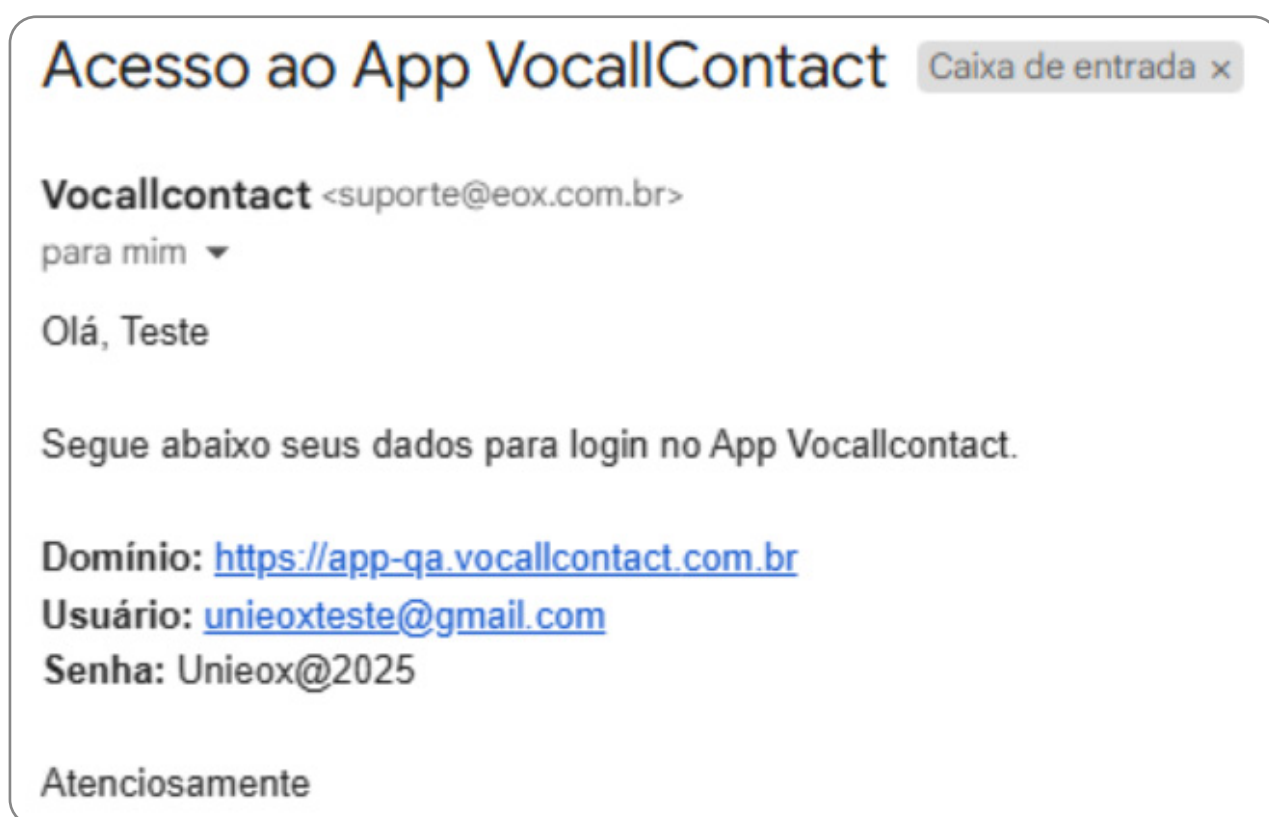 Acesso ao App VocallContact Caixa de entrada ×
Vocallcontact <suporte@eox.com.br>
para mim
Olá, Teste
Segue abaixo seus dados para login no App Vocallcontact.
Domínio: https://app-qa.vocallcontact.com.br
Usuário: unieoxteste@gmail.com
Senha: Unieox@2025
Atenciosamente